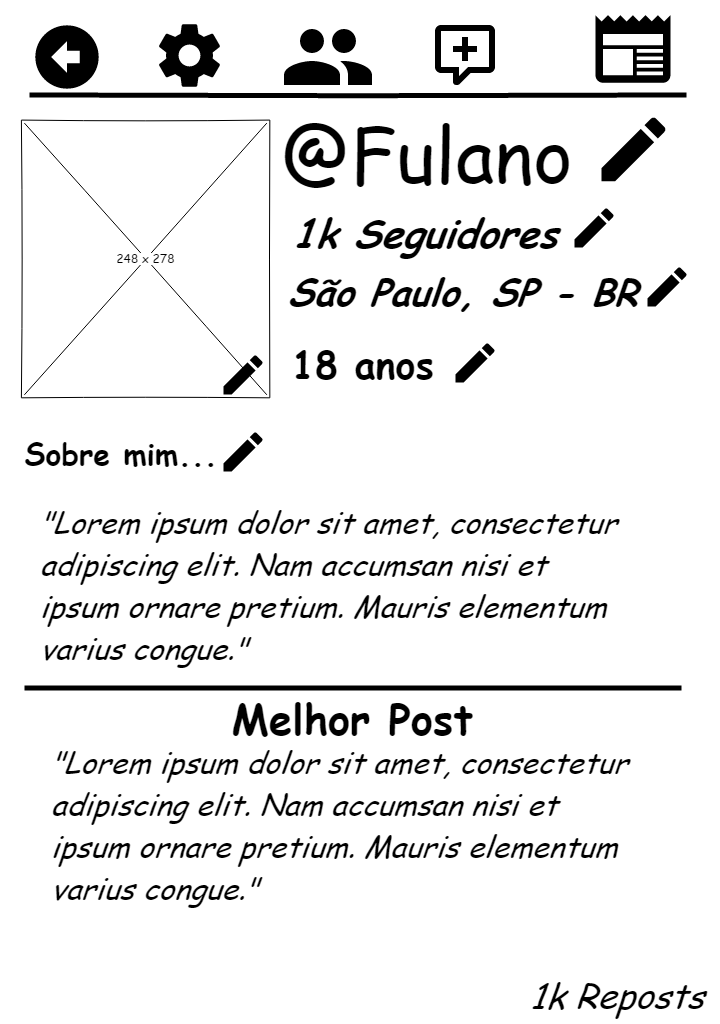 @Fulano
1k Seguidores
São Paulo, SP - BR
248 x 278
18 anos
Sobre mim...
"Lorem ipsum dolor sit amet, consectetur
adipiscing elit. Nam accumsan nisi et
ipsum ornare pretium. Mauris elementum
varius congue."
Melhor Post
"Lorem ipsum dolor sit amet, consectetur
adipiscing elit. Nam accumsan nisi et
ipsum ornare pretium. Mauris elementum
varius congue."
1k Reposts